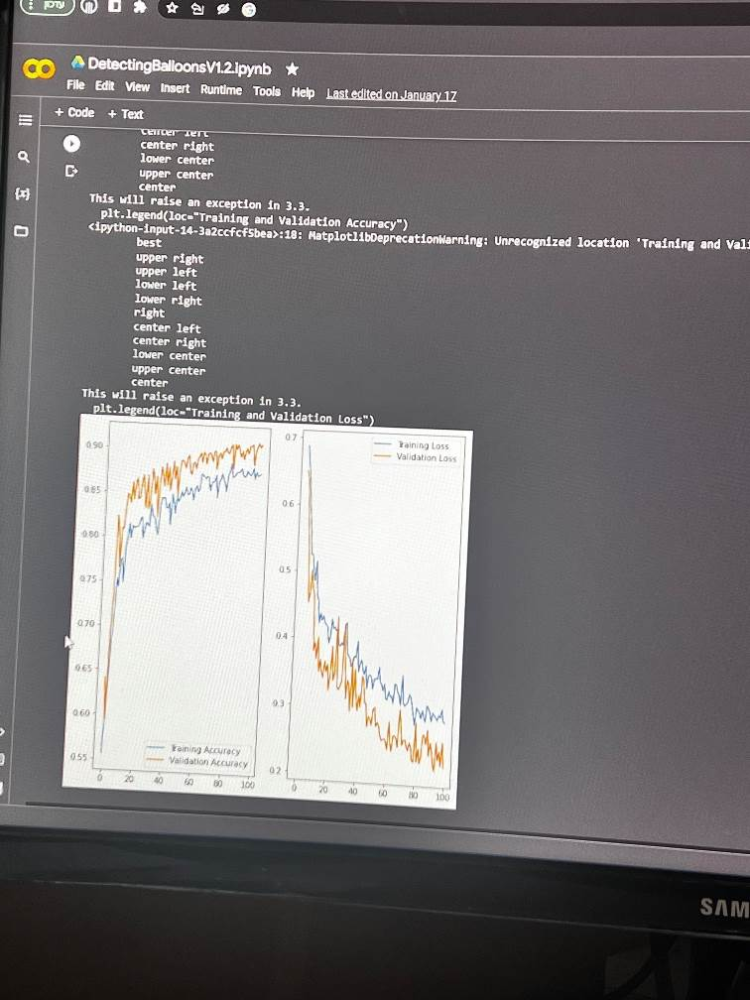 DetectingBalloonsV1.2.ipynb
File Edit View Insert Runtime Tools Help Last edited on January 17
+ Code + Text
center left
center right
lower center
upper center
center
This will raise an exception in 3.3.
plt.legend(loc="Training and Validation Accuracy")
<ipython-input-14-3a2ccfcf5bea>:18: MatplotlibDeprecationWarning: Unrecognized location 'Training and Vali
best
upper right
upper left
lower left
lower right
right
center left
center right
lower center
upper center
center
This will raise an exception in 3.3.
plt.legend(loc="Training and Validation Loss")
0.90
0.85
0.80
0.75
0.70
0.65
0.60
0.55
0 20 40 60 80 100
Training Accuracy
Validation Accuracy
0.7
0.6
0.5
0.4
0.3
0.2
0 20 40 60 80 100
Training Loss
Validation Loss
SAM